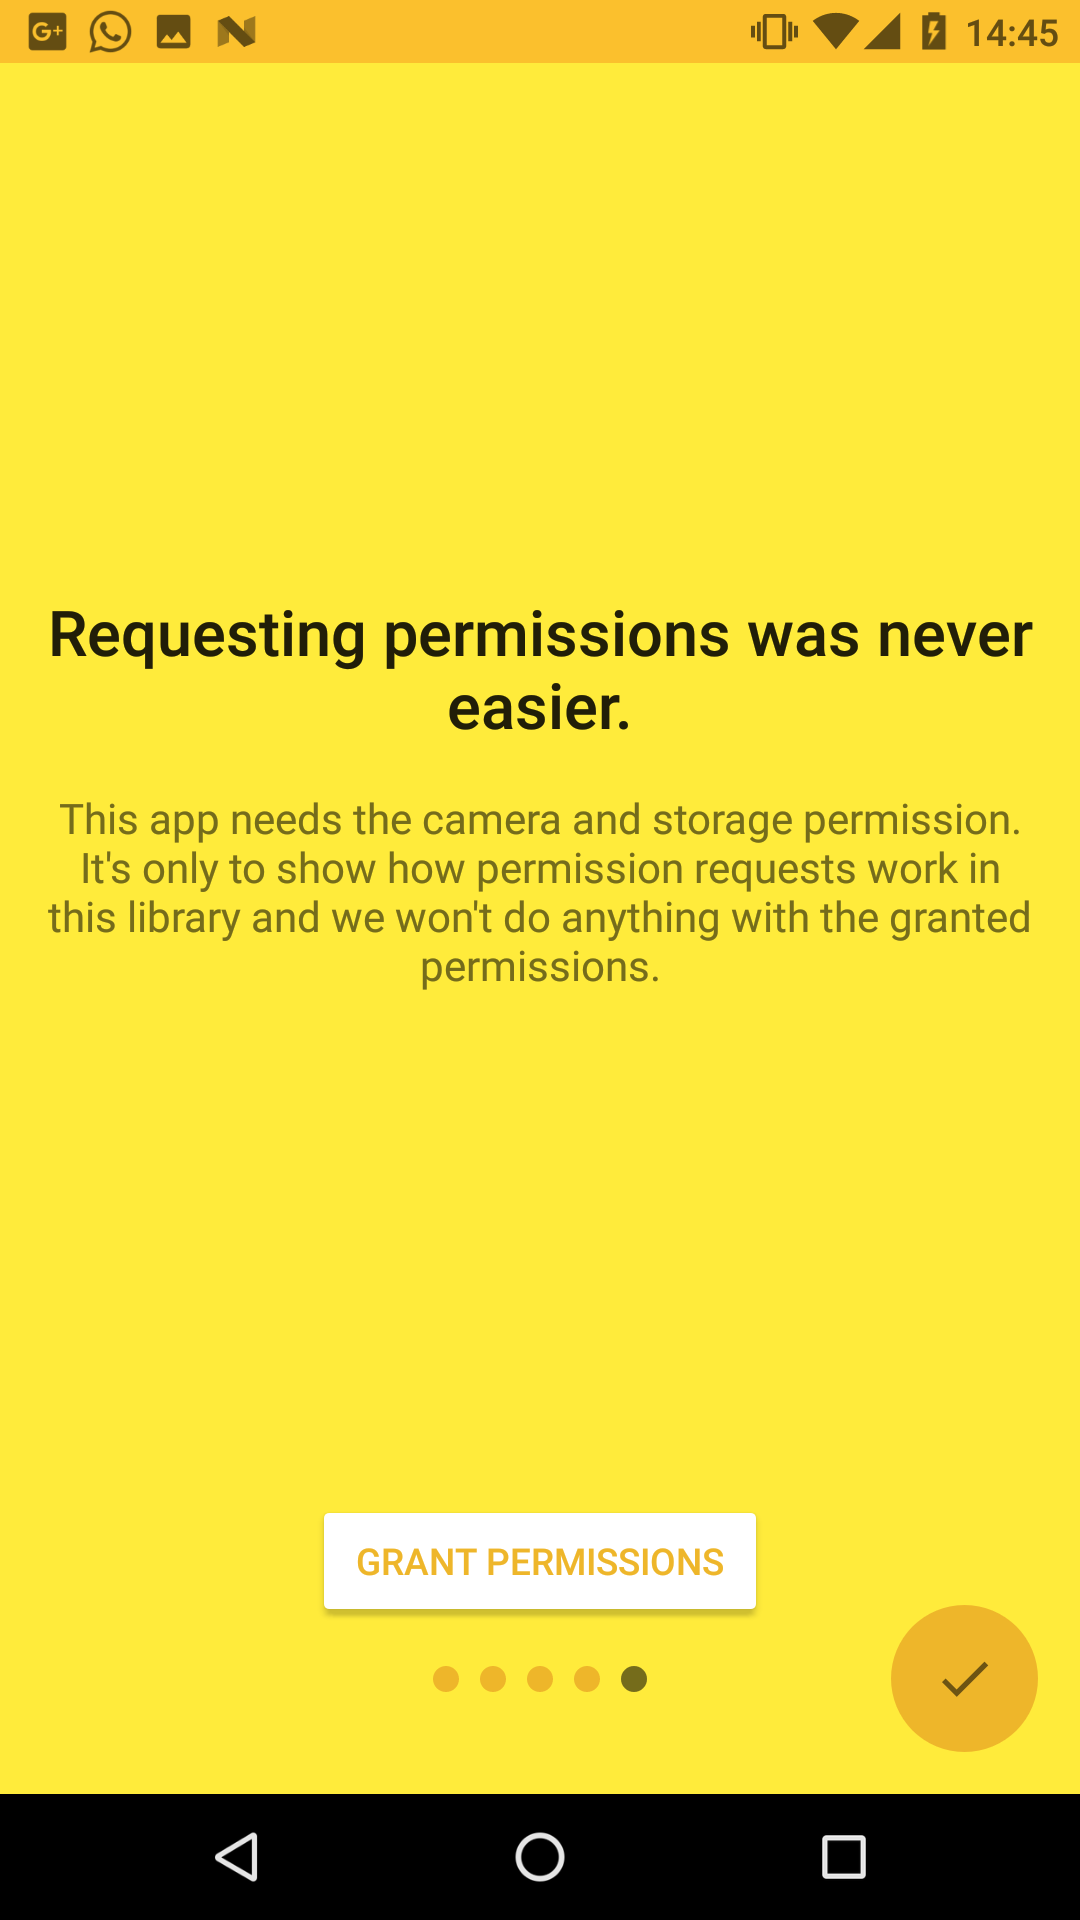 14:45
Requesting permissions was never
easier.
This app needs the camera and storage permission.
It's only to show how permission requests work in
this library and we won't do anything with the granted
permissions.
GRANT PERMISSIONS